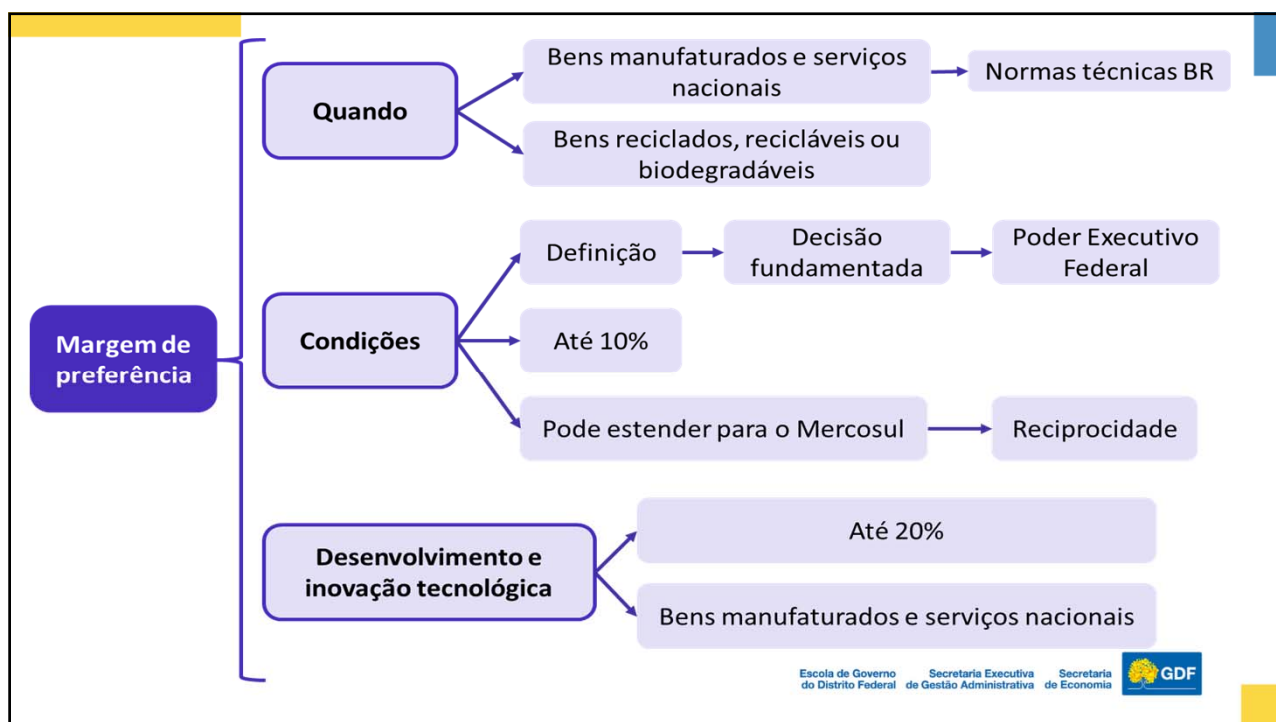 Margem de
preferência
Quando
Bens manufaturados e serviços
nacionais
Normas técnicas BR
Bens reciclados, recicláveis ou
biodegradáveis
Condições
Definição
Decisão
fundamentada
Poder Executivo
Federal
Até 10%
Pode estender para o Mercosul
Reciprocidade
Desenvolvimento e
inovação tecnológica
Até 20%
Bens manufaturados e serviços nacionais
Escola de Governo
do Distrito Federal
Secretaria Executiva
de Gestão Administrativa
Secretaria
de Economia
GDF